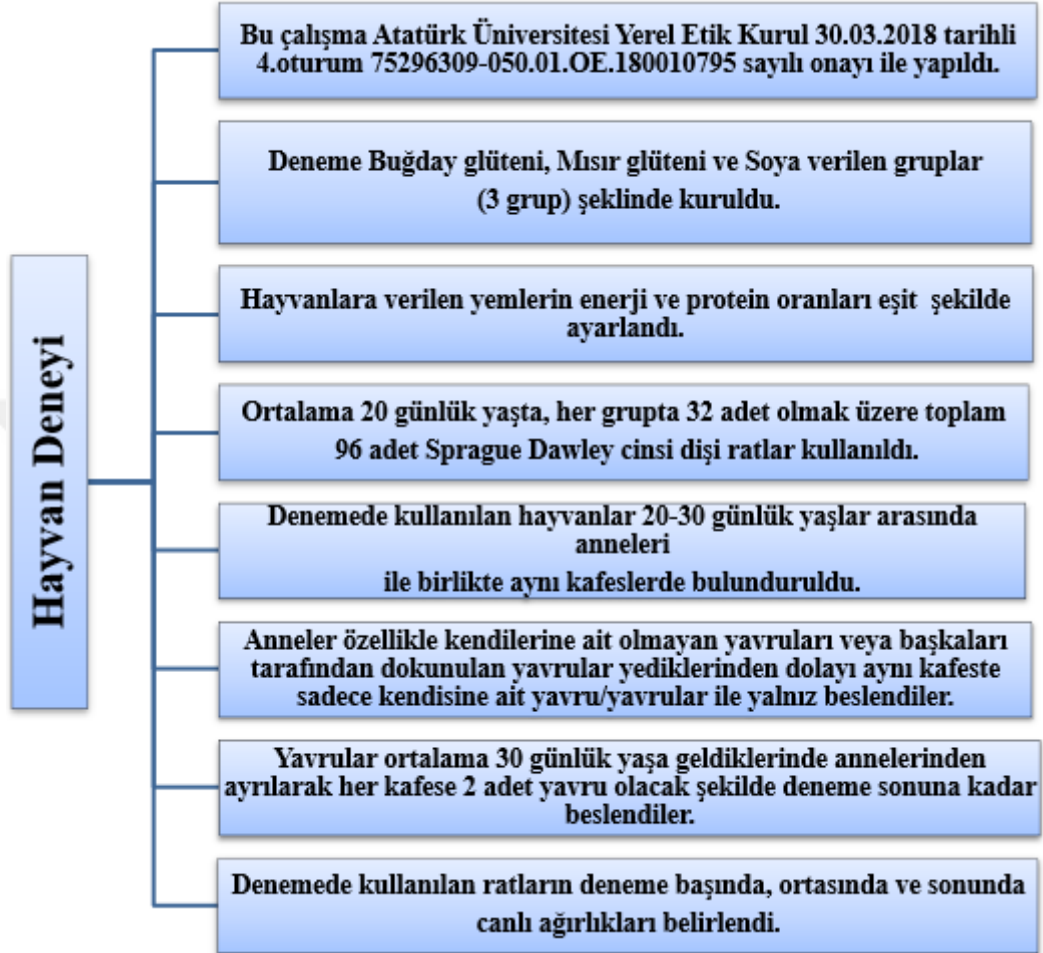 Hayvan Deneyi
Bu çalışma Atatürk Üniversitesi Yerel Etik Kurul 30.03.2018 tarihli
4.oturum 75296309-050.01.OE.180010795 sayılı onayı ile yapıldı.
Deneme Buğday glüteni, Mısır glüteni ve Soya verilen gruplar
(3 grup) şeklinde kuruldu.
Hayvanlara verilen yemlerin enerji ve protein oranları eşit şekilde
ayarlandı.
Ortalama 20 günlük yaşta, her grupta 32 adet olmak üzere toplam
96 adet Sprague Dawley cinsi dişi ratlar kullanıldı.
Denemede kullanılan hayvanlar 20-30 günlük yaşlar arasında
anneleri
ile birlikte aynı kafeslerde bulunduruldu.
Anneler özellikle kendilerine ait olmayan yavruları veya başkaları
tarafından dokunulan yavrular yediklerinden dolayı aynı kafeste
sadece kendisine ait yavru/yavrular ile yalnız beslendiler.
Yavrular ortalama 30 günlük yaşa geldiklerinde annelerinden
ayrılarak her kafese 2 adet yavru olacak şekilde deneme sonuna kadar
beslendiler.
Denemede kullanılan ratların deneme başında, ortasında ve sonunda
canlı ağırlıkları belirlendi.